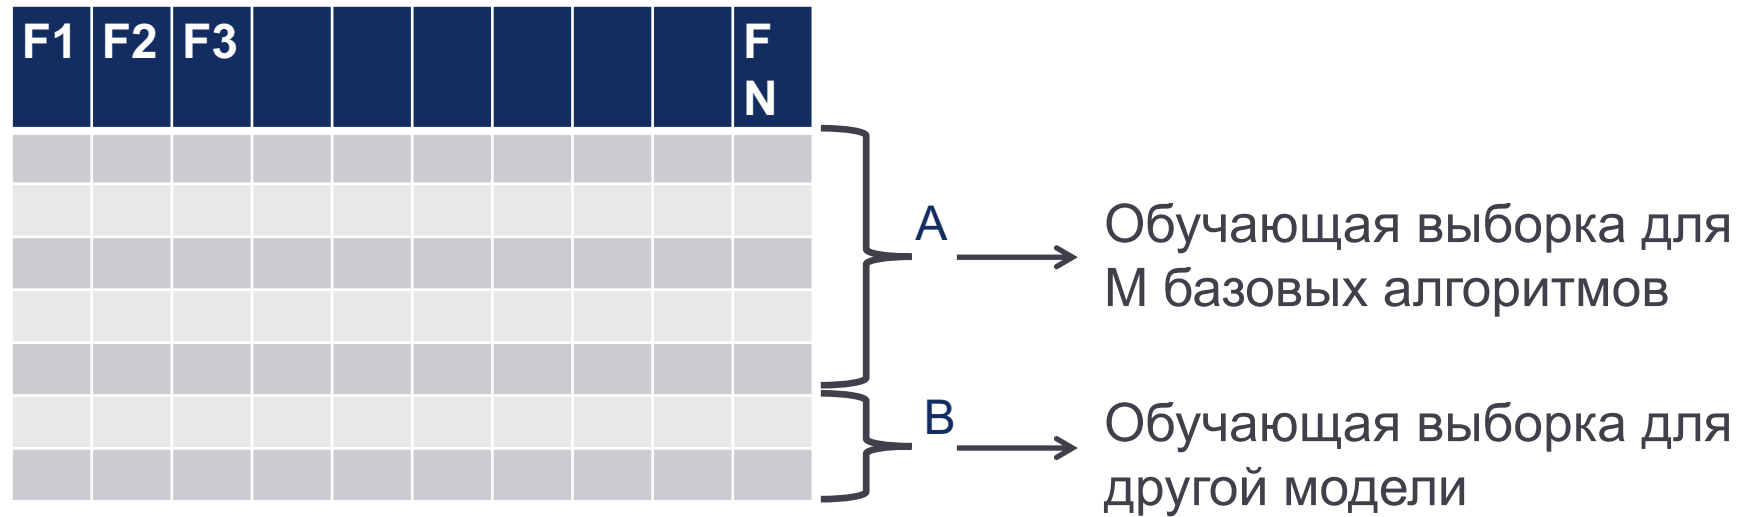 F1 F2 F3 F
N
A
Обучающая выборка для
M базовых алгоритмов
B
Обучающая выборка для
другой модели